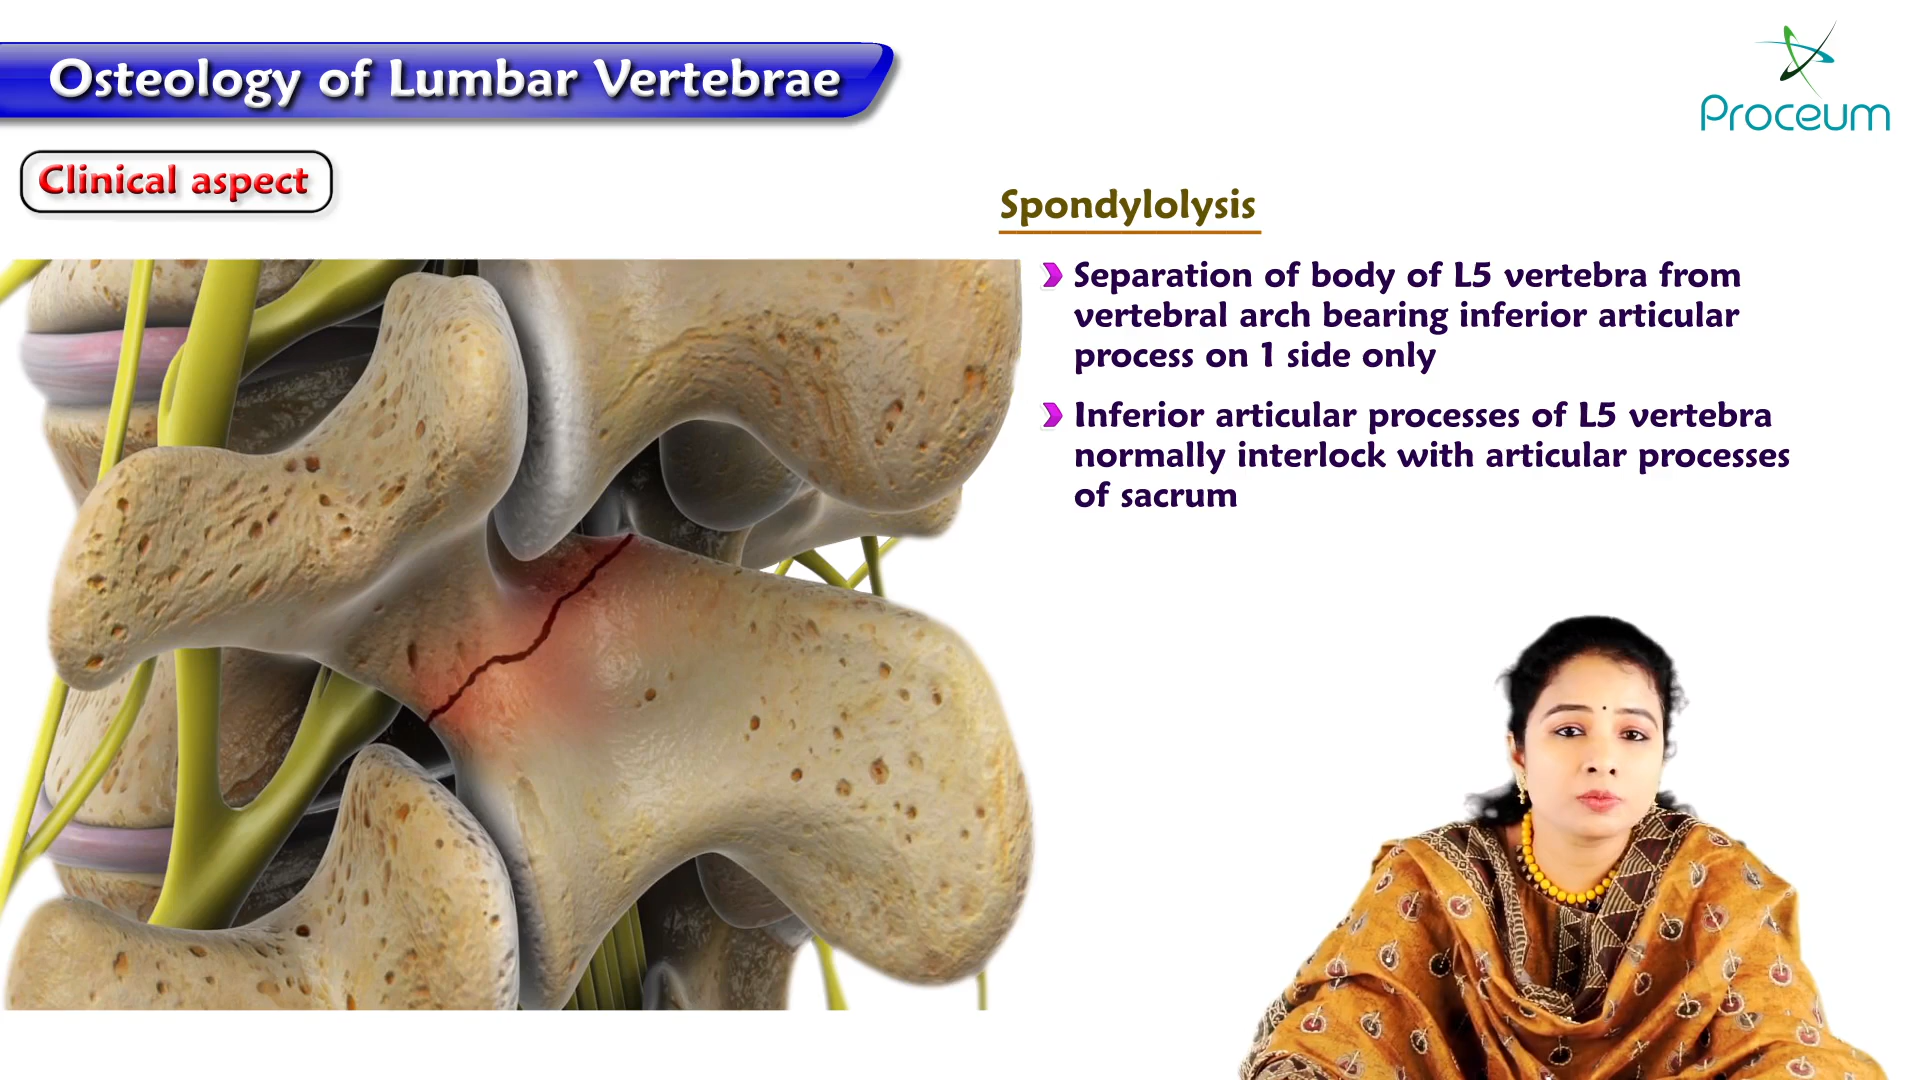 Osteology of Lumbar Vertebrae
Proceum
Clinical aspect
Spondylolysis
Separation of body of L5 vertebra from
vertebral arch bearing inferior articular
process on 1 side only
Inferior articular processes of L5 vertebra
normally interlock with articular processes
of sacrum